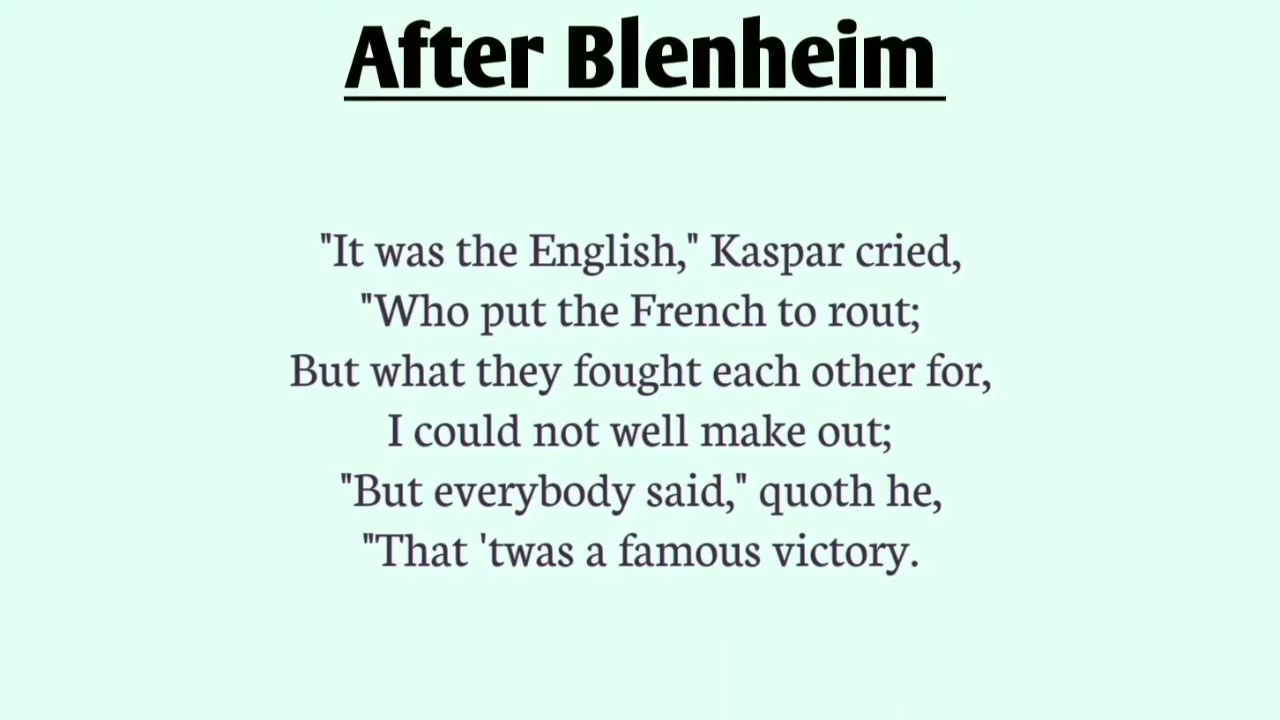 After Blenheim
"It was the English," Kaspar cried,
"Who put the French to rout;
But what they fought each other for,
I could not well make out;
"But everybody said," quoth he,
"That 'twas a famous victory.